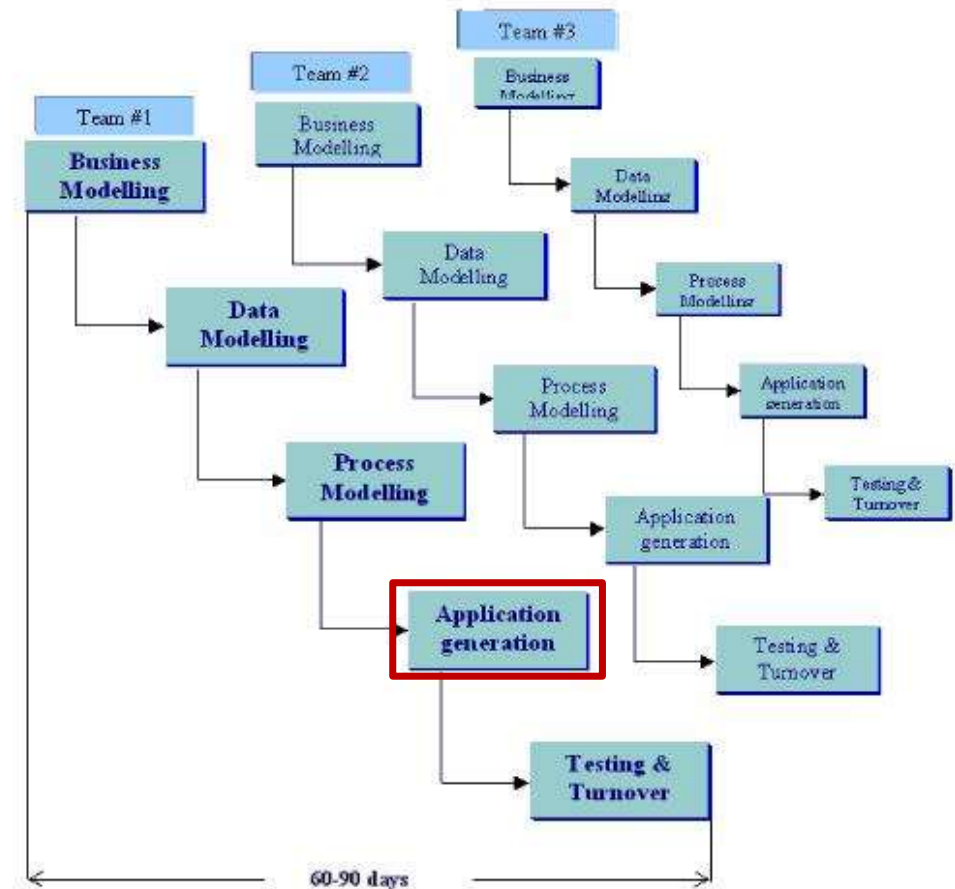 Team #1
Business
Modelling
Data
Modelling
Process
Modelling
Application
generation
Testing &
Turnover
Team #2
Business
Modelling
Data
Modelling
Process
Modelling
Application
generation
Testing &
Turnover
Team #3
Business
Modelling
Data
Modelling
Process
Modelling
Application
generation
Testing &
Turnover
60-90 days